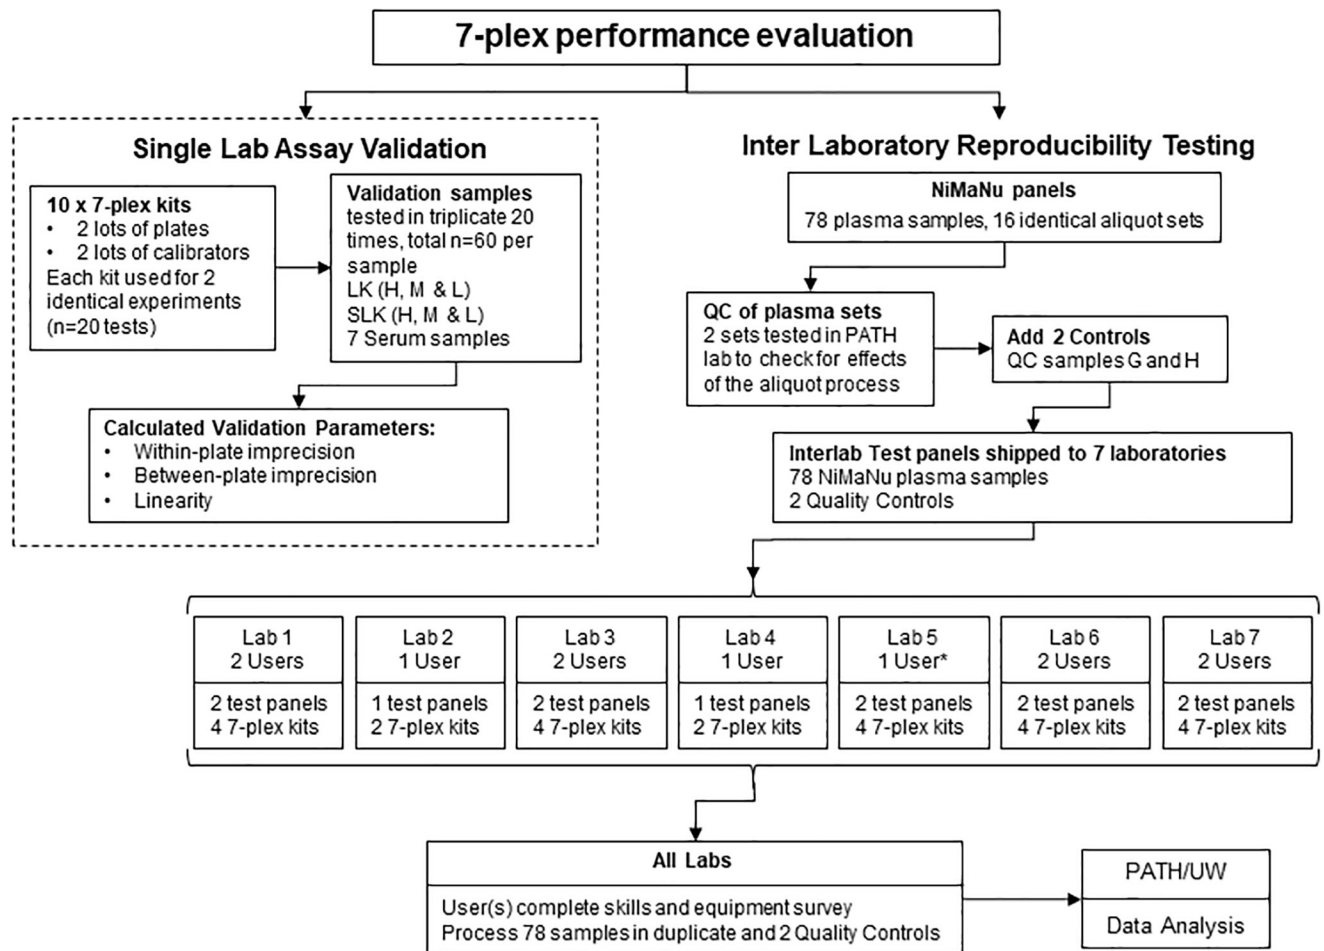 7-plex performance evaluation
Single Lab Assay Validation
10 x 7-plex kits
• 2 lots of plates
• 2 lots of calibrators
Each kit used for 2
identical experiments
(n=20 tests)
Validation samples
tested in triplicate 20
times, total n=60 per
sample
LK (H, M & L)
SLK (H, M & L)
7 Serum samples
Calculated Validation Parameters:
• Within-plate imprecision
• Between-plate imprecision
• Linearity
Inter Laboratory Reproducibility Testing
NiMaNu panels
78 plasma samples, 16 identical aliquot sets
QC of plasma sets
2 sets tested in PATH
lab to check for effects
of the aliquot process
Add 2 Controls
QC samples G and H
Interlab Test panels shipped to 7 laboratories
78 NiMaNu plasma samples
2 Quality Controls
Lab 1
2 Users
2 test panels
4 7-plex kits
Lab 2
1 User
1 test panels
2 7-plex kits
Lab 3
2 Users
2 test panels
4 7-plex kits
Lab 4
1 User
1 test panels
2 7-plex kits
Lab 5
1 User*
2 test panels
4 7-plex kits
Lab 6
2 Users
2 test panels
4 7-plex kits
Lab 7
2 Users
2 test panels
4 7-plex kits
All Labs
User(s) complete skills and equipment survey
Process 78 samples in duplicate and 2 Quality Controls
PATH/UW
Data Analysis